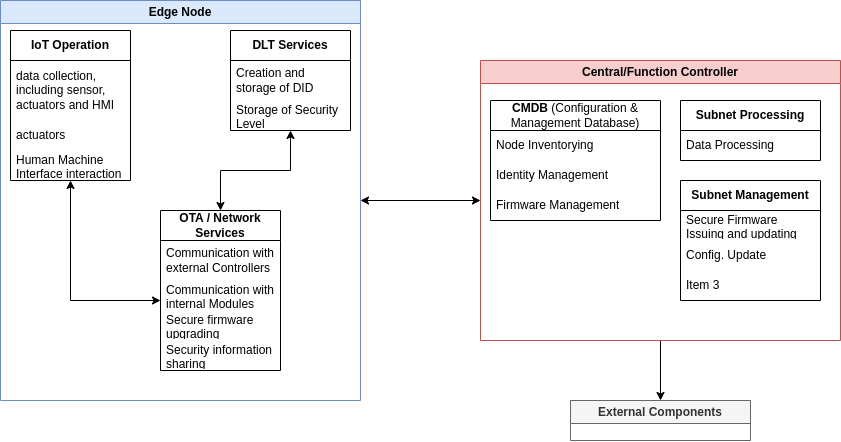 Edge Node
IoT Operation
data collection,
including sensor,
actuators and HMI
actuators
Human Machine
Interface interaction
DLT Services
Creation and
storage of DID
Storage of Security
Level
OTA / Network
Services
Communication with
external Controllers
Communication with
internal Modules
Secure firmware
upgrading
Security information
sharing
Central/Function Controller
CMDB (Configuration &
Management Database)
Node Inventorying
Identity Management
Firmware Management
Subnet Processing
Data Processing
Subnet Management
Secure Firmware
Issuing and updating
Config. Update
Item 3
External Components